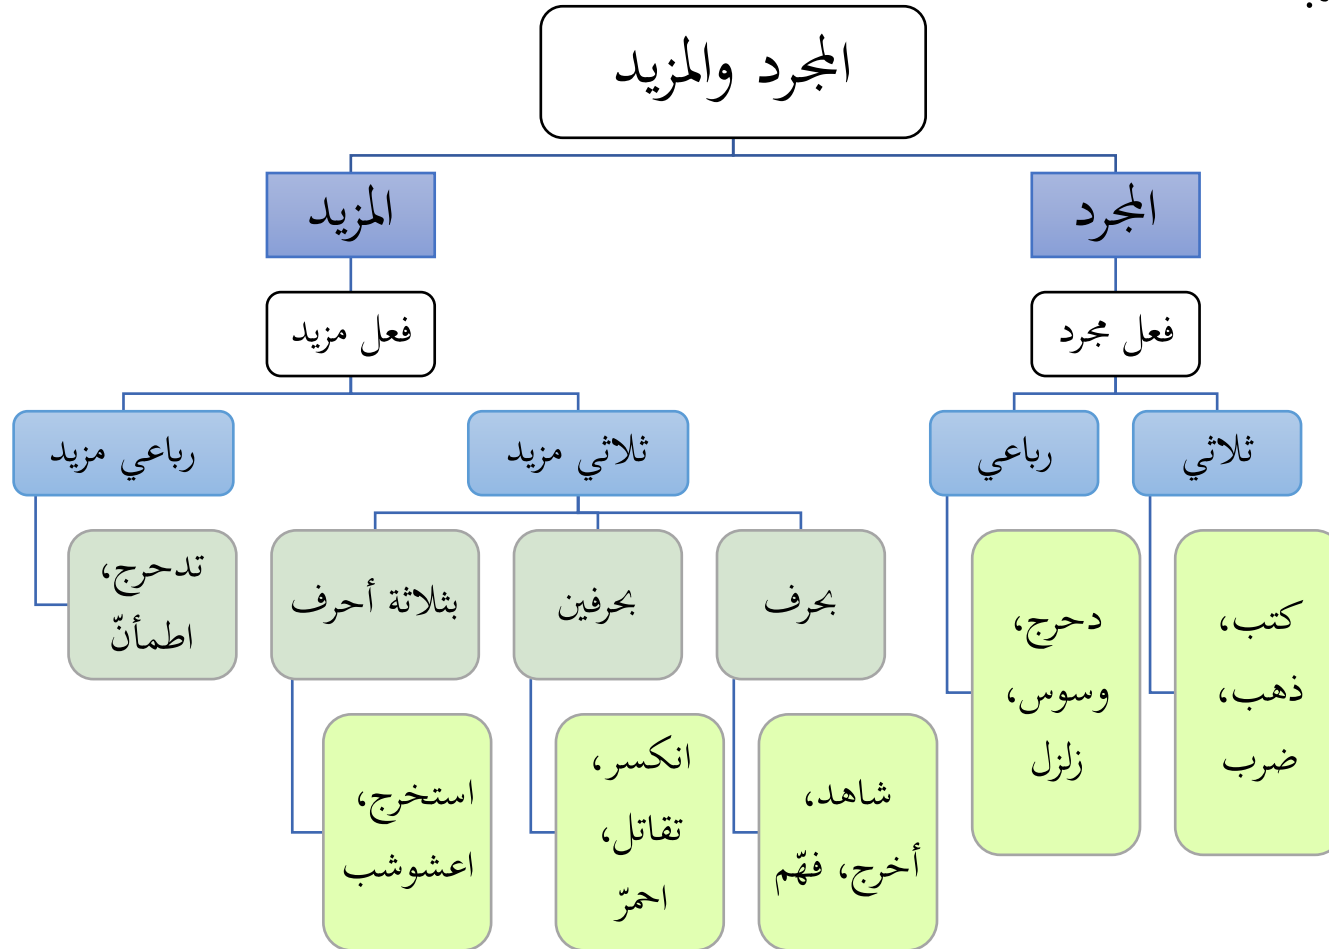 المجرد والمزيد
المجرد
المزيد
فعل مجرد
فعل مزيد
ثلاثي
رباعي
ثلاثي مزيد
رباعي مزيد
كتب،
ذهب،
ضرب
دحرج،
وسوس،
زلزل
بحرف
بحرفين
بثلاثة أحرف
تدحرج،
اطمأنّ
شاهد،
أخرج، فهّم
انكسر،
تقاتل،
احمرّ
استخرج،
اعشوشب